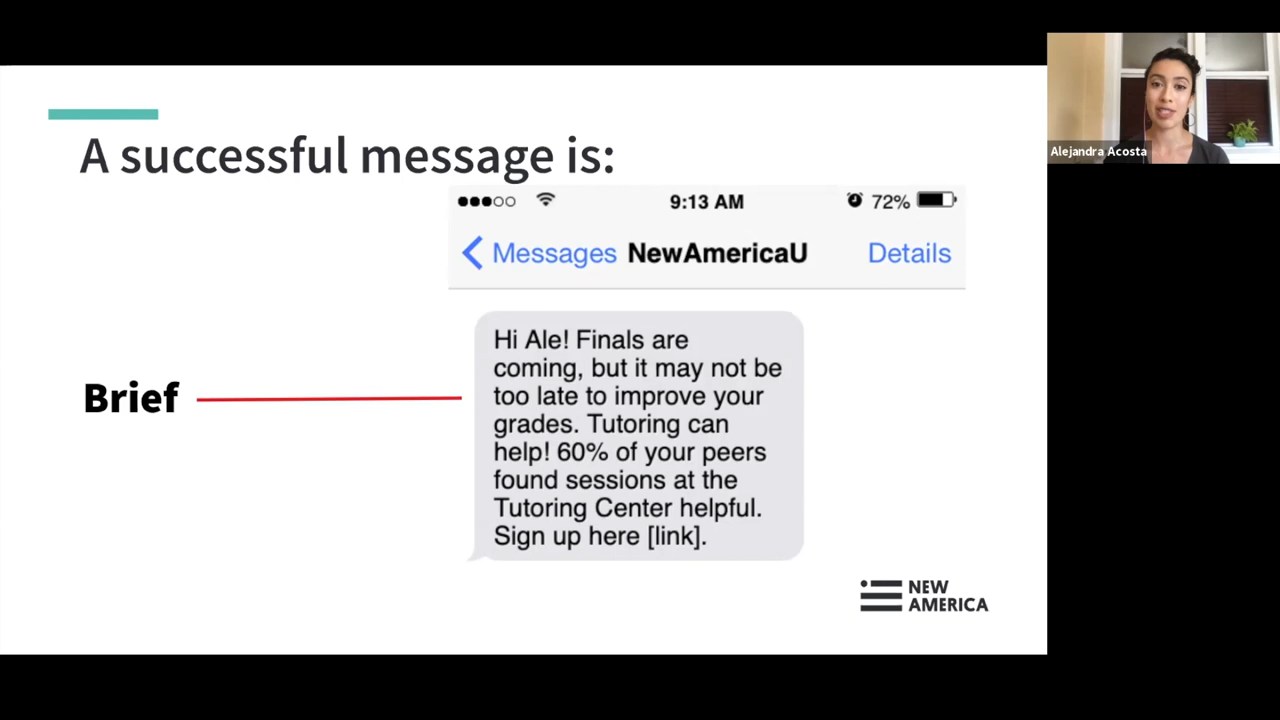 A successful message is:
9:13 AM
72%
Messages
NewAmericaU
Details
Hi Ale! Finals are
coming, but it may not be
too late to improve your
grades. Tutoring can
help! 60% of your peers
found sessions at the
Tutoring Center helpful.
Sign up here [link].
Brief
NEW
AMERICA
Alejandra Acosta